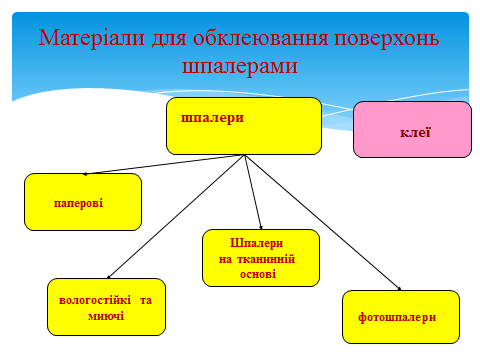 Матеріали для обклеювання поверхонь
шпалерами
шпалери
клеї
паперові
Шпалери
на тканинній
основі
вологостійкі та
миючі
фотошпалери